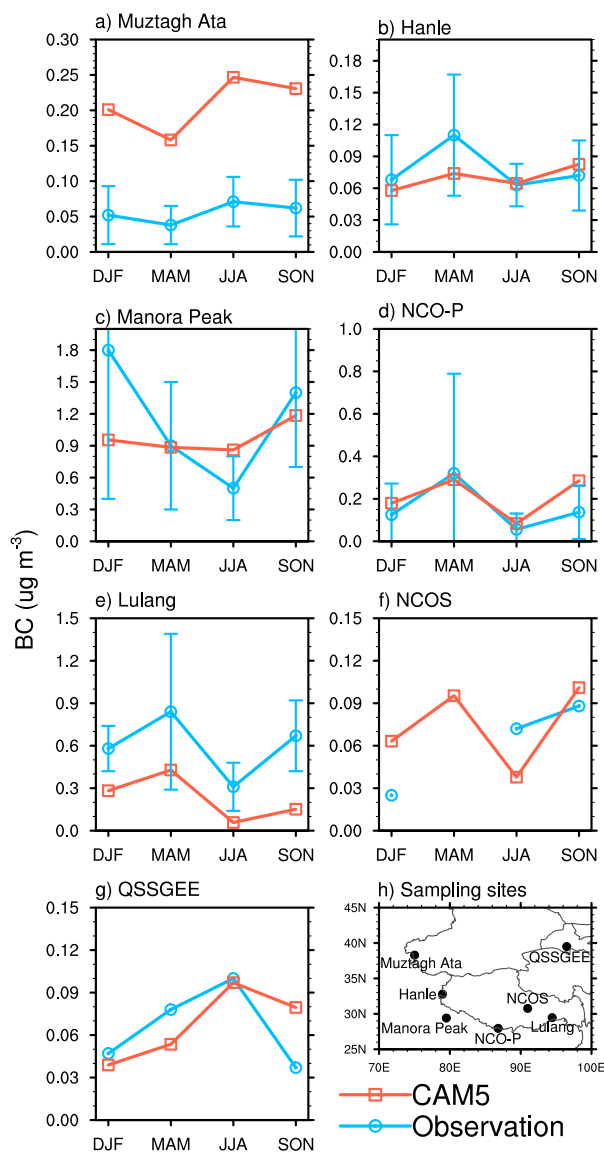 a) Muztagh Ata
0.30
0.25
0.20
0.15
0.10
0.05
0.00
DJF MAM JJA SON
b) Hanle
0.18
0.15
0.12
0.09
0.06
0.03
0.00
DJF MAM JJA SON
c) Manora Peak
1.8
1.5
1.2
0.9
0.6
0.3
0.0
DJF MAM JJA SON
d) NCO-P
1.0
0.8
0.6
0.4
0.2
0.0
DJF MAM JJA SON
BC (ug m-3)
e) Lulang
1.5
1.2
0.9
0.6
0.3
0.0
DJF MAM JJA SON
f) NCOS
0.15
0.12
0.09
0.06
0.03
0.00
DJF MAM JJA SON
g) QSSGEE
0.15
0.12
0.09
0.06
0.03
0.00
DJF MAM JJA SON
h) Sampling sites
45N
40N
35N
30N
25N
70E 80E 90E 100E
Muztagh Ata
QSSGEE
Hanle
NCOS
Manora Peak
Lulang
NCO-P
CAM5
Observation